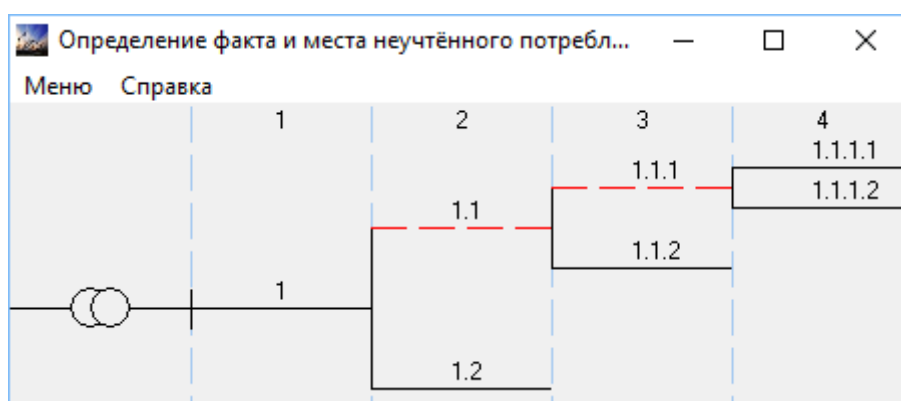 Определение факта и места неучтённого потребл...
Меню Справка
1 2 3 4
1.1.1.1
1.1.1
1.1.1.2
1.1
1.1.2
1
1.2